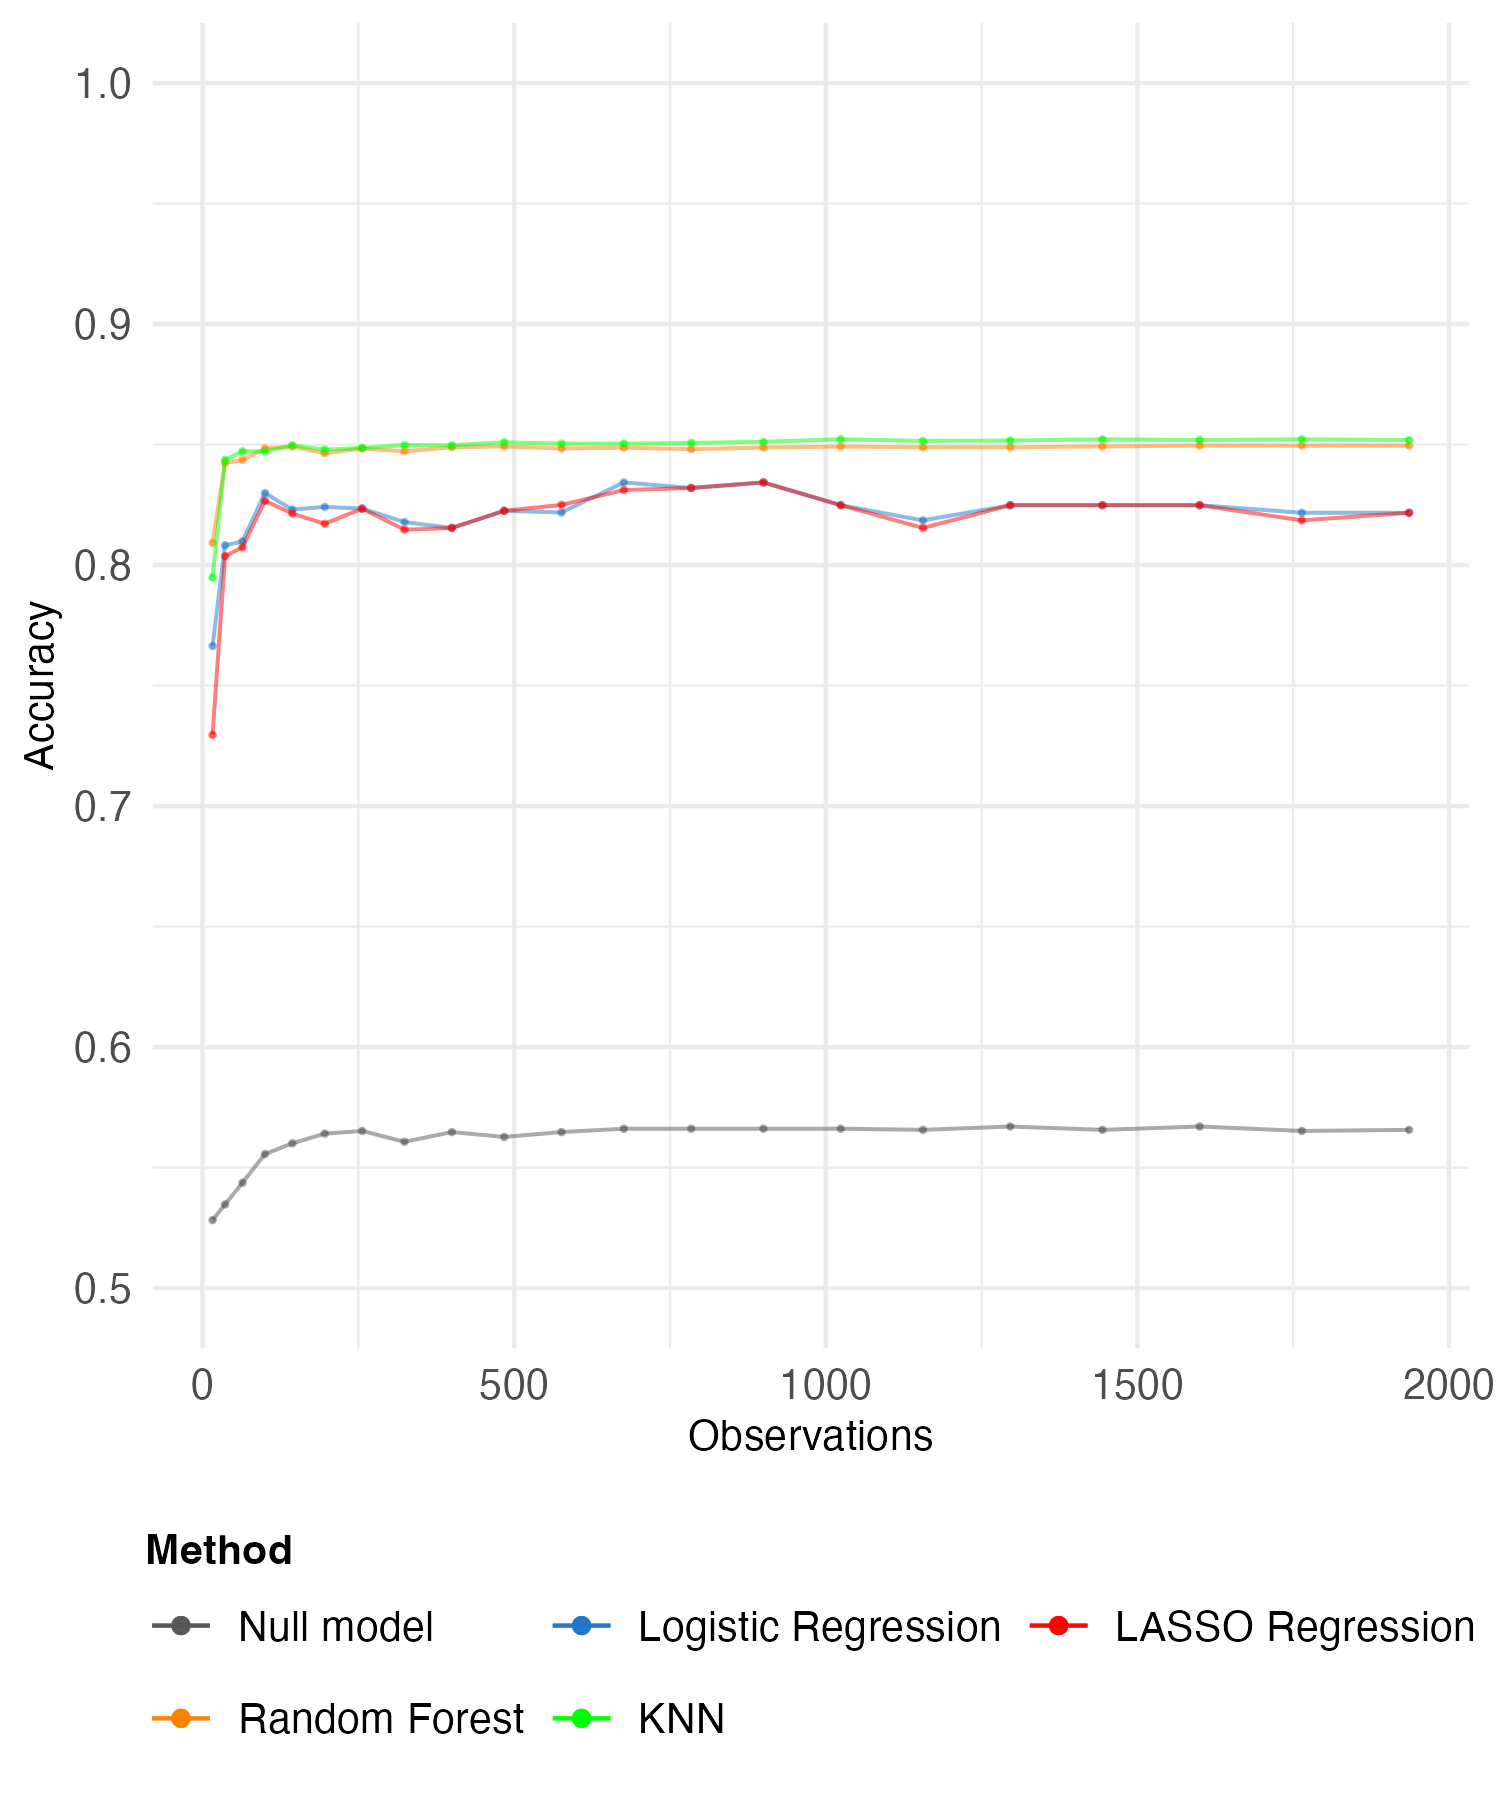 1.0
0.9
0.8
0.7
0.6
0.5
Accuracy
0 500 1000 1500 2000
Observations
Method
Null model Logistic Regression LASSO Regression
Random Forest KNN